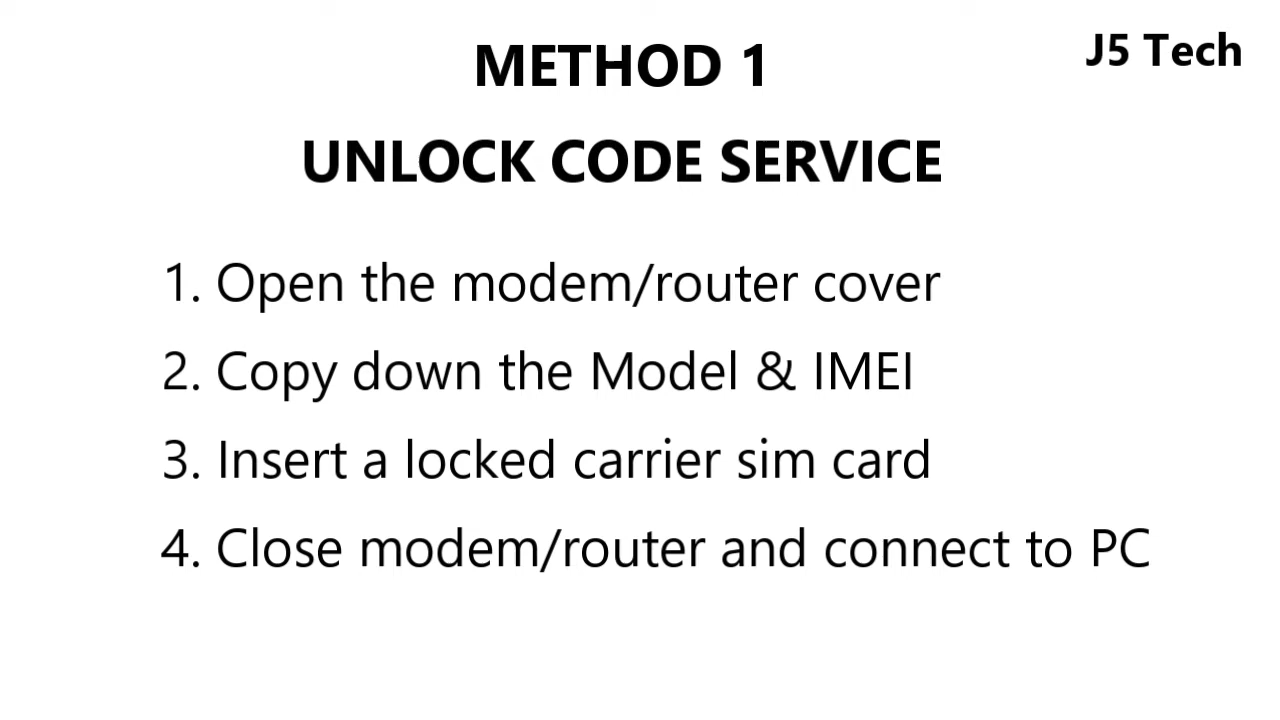 METHOD 1
J5 Tech
UNLOCK CODE SERVICE
1. Open the modem/router cover
2. Copy down the Model & IMEI
3. Insert a locked carrier sim card
4. Close modem/router and connect to PC